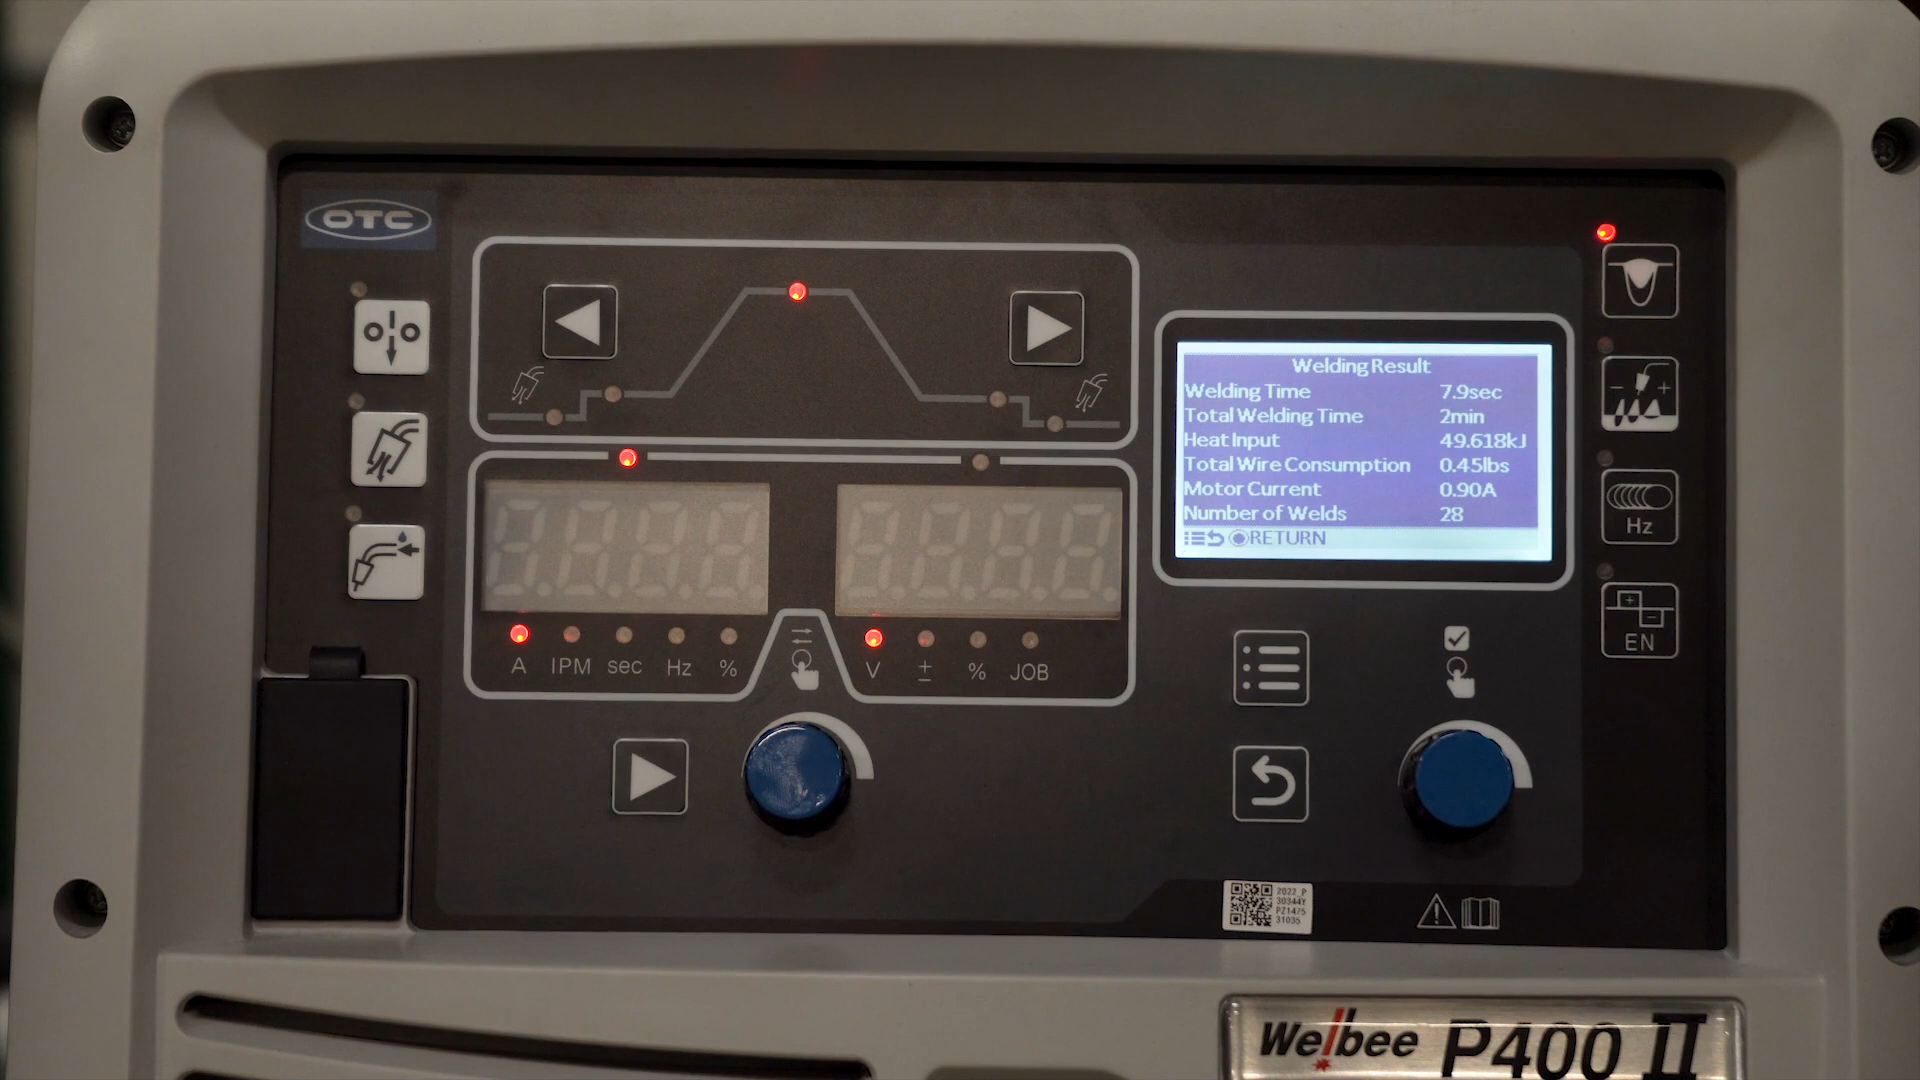 OTC
Welding Result
Welding Time 7.9sec
Total Welding Time 2min
Heat Input 49.618kJ
Total Wire Consumption 0.45lbs
Motor Current 0.90A
Number of Welds 28
RETURN
Hz
EN
A IPM sec Hz %
V ± % JOB
2022_P
30344Y
PZ1475
31035
Welbee P400 II